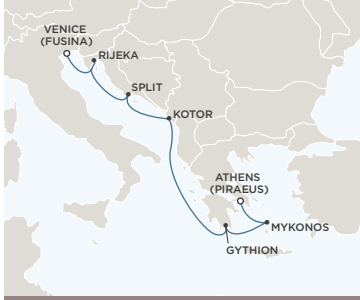 VENICE
(FUSINA)
RIJEKA
SPLIT
KOTOR
ATHENS
(PIRAEUS)
MYKONOS
GYTHION